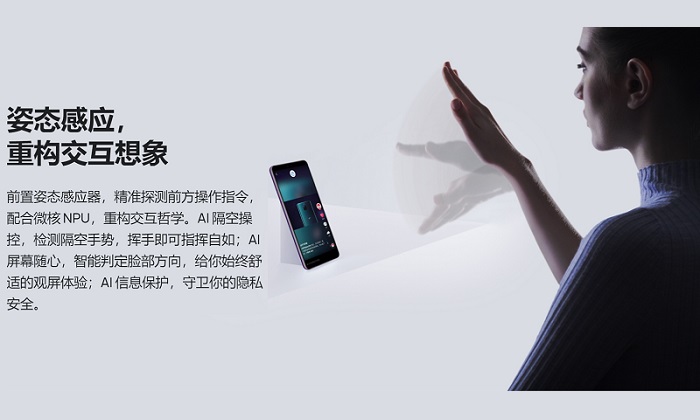 姿态感应，
重构交互想象
前置姿态感应器，精准探测前方操作指令，
配合微核 NPU，重构交互哲学。AI 隔空操
控，检测隔空手势，挥手即可指挥自如；AI
屏幕随心，智能判定脸部方向，给你始终舒
适的观屏体验；AI 信息保护，守卫你的隐私
安全。